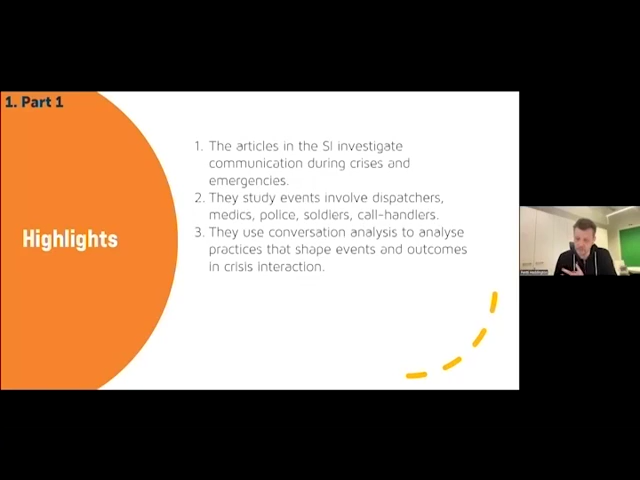 1. Part 1
Highlights
1. The articles in the SI investigate
communication during crises and
emergencies.
2. They study events involve dispatchers,
medics, police, soldiers, call-handlers.
3. They use conversation analysis to analyse
practices that shape events and outcomes
in crisis interaction.